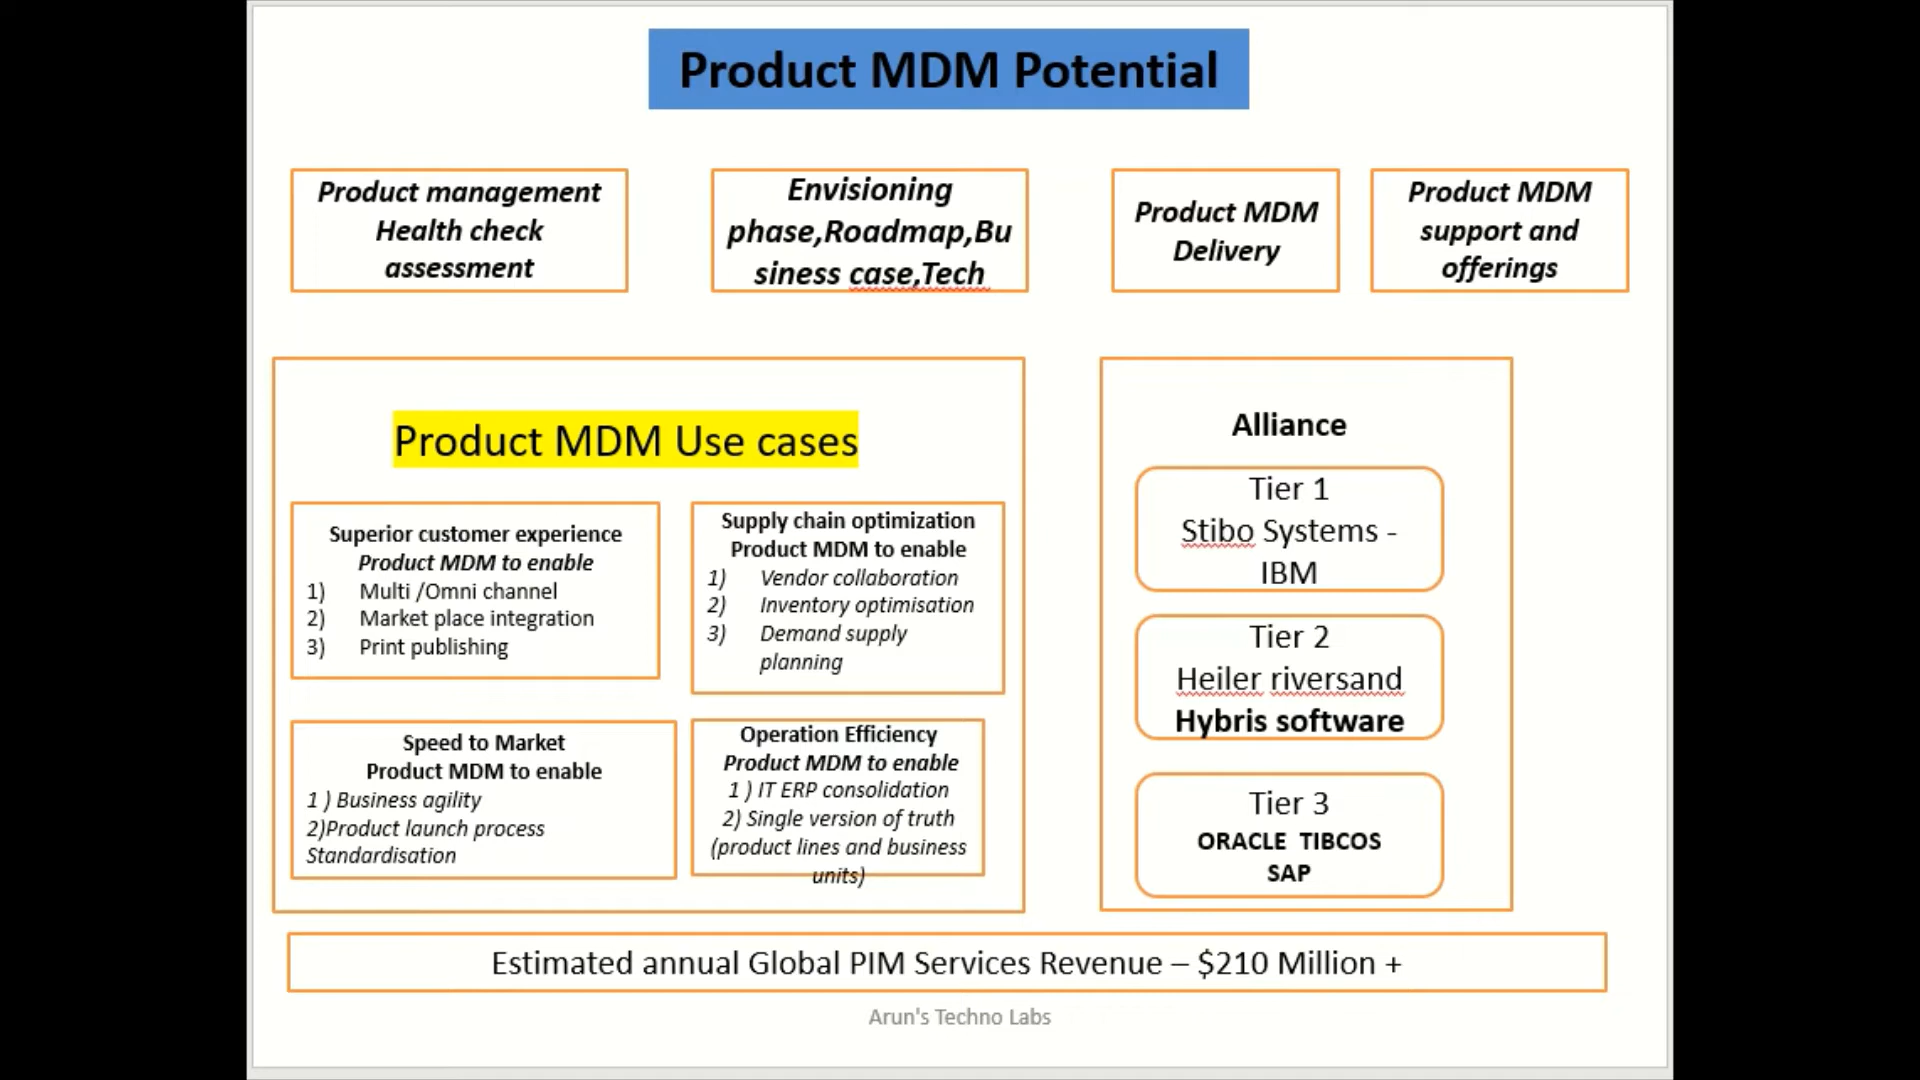 Product MDM Potential
Product management
Health check
assessment
Envisioning
phase,Roadmap,Bu
siness case,Tech
Product MDM
Delivery
Product MDM
support and
offerings
Product MDM Use cases
Superior customer experience
Product MDM to enable
1) Multi /Omni channel
2) Market place integration
3) Print publishing
Supply chain optimization
Product MDM to enable
1) Vendor collaboration
2) Inventory optimisation
3) Demand supply
planning
Speed to Market
Product MDM to enable
1 ) Business agility
2)Product launch process
Standardisation
Operation Efficiency
Product MDM to enable
1 ) IT ERP consolidation
2) Single version of truth
(product lines and business
units)
Alliance
Tier 1
Stibo Systems -
IBM
Tier 2
Heiler riversand
Hybris software
Tier 3
ORACLE TIBCOS
SAP
Estimated annual Global PIM Services Revenue – $210 Million +
Arun's Techno Labs